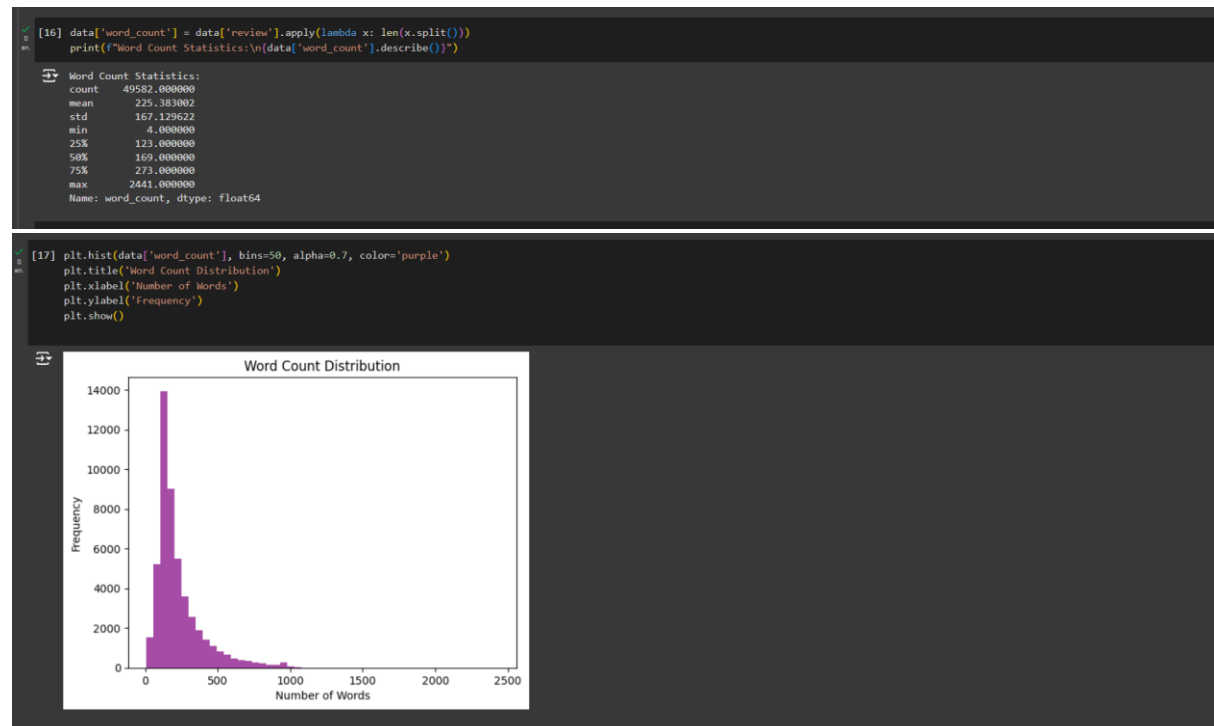 [16] data['word_count'] = data['review'].apply(lambda x: len(x.split()))
print(f"Word Count Statistics:\n{data['word_count'].describe()}")
0
sn.
Word Count Statistics:
count 49582.000000
mean 225.383002
std 167.129622
min 4.000000
25% 123.000000
50% 169.000000
75% 273.000000
max 2441.000000
Name: word_count, dtype: float64
[17] plt.hist(data['word_count'], bins=50, alpha=0.7, color='purple')
plt.title('Word Count Distribution')
plt.xlabel('Number of Words')
plt.ylabel('Frequency')
plt.show()
0
sn.
Word Count Distribution
14000
12000
10000
8000
6000
4000
2000
0
Frequency
0 500 1000 1500 2000 2500
Number of Words